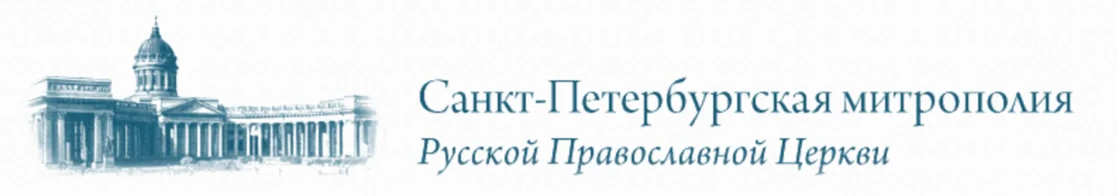 Санкт-Петербургская митрополия
Русской Православной Церкви